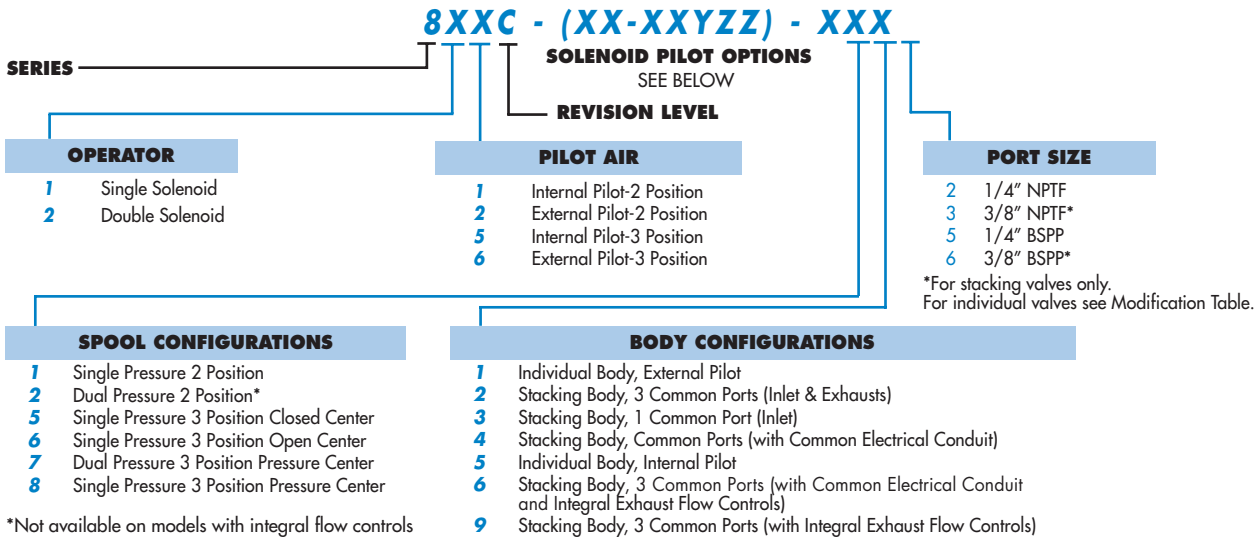 8XXC - (XX-XXYZZ) - XXX
SERIES
SOLENOID PILOT OPTIONS
SEE BELOW
REVISION LEVEL
OPERATOR
1 Single Solenoid
2 Double Solenoid
PILOT AIR
1 Internal Pilot-2 Position
2 External Pilot-2 Position
5 Internal Pilot-3 Position
6 External Pilot-3 Position
PORT SIZE
2 1/4" NPTF
3 3/8" NPTF*
5 1/4" BSPP
6 3/8" BSPP*
*For stacking valves only.
For individual valves see Modification Table.
SPOOL CONFIGURATIONS
1 Single Pressure 2 Position
2 Dual Pressure 2 Position*
5 Single Pressure 3 Position Closed Center
6 Single Pressure 3 Position Open Center
7 Dual Pressure 3 Position Pressure Center
8 Single Pressure 3 Position Pressure Center
*Not available on models with integral flow controls
BODY CONFIGURATIONS
1 Individual Body, External Pilot
2 Stacking Body, 3 Common Ports (Inlet & Exhausts)
3 Stacking Body, 1 Common Port (Inlet)
4 Stacking Body, Common Ports (with Common Electrical Conduit)
5 Individual Body, Internal Pilot
6 Stacking Body, 3 Common Ports (with Common Electrical Conduit
and Integral Exhaust Flow Controls)
9 Stacking Body, 3 Common Ports (with Integral Exhaust Flow Controls)